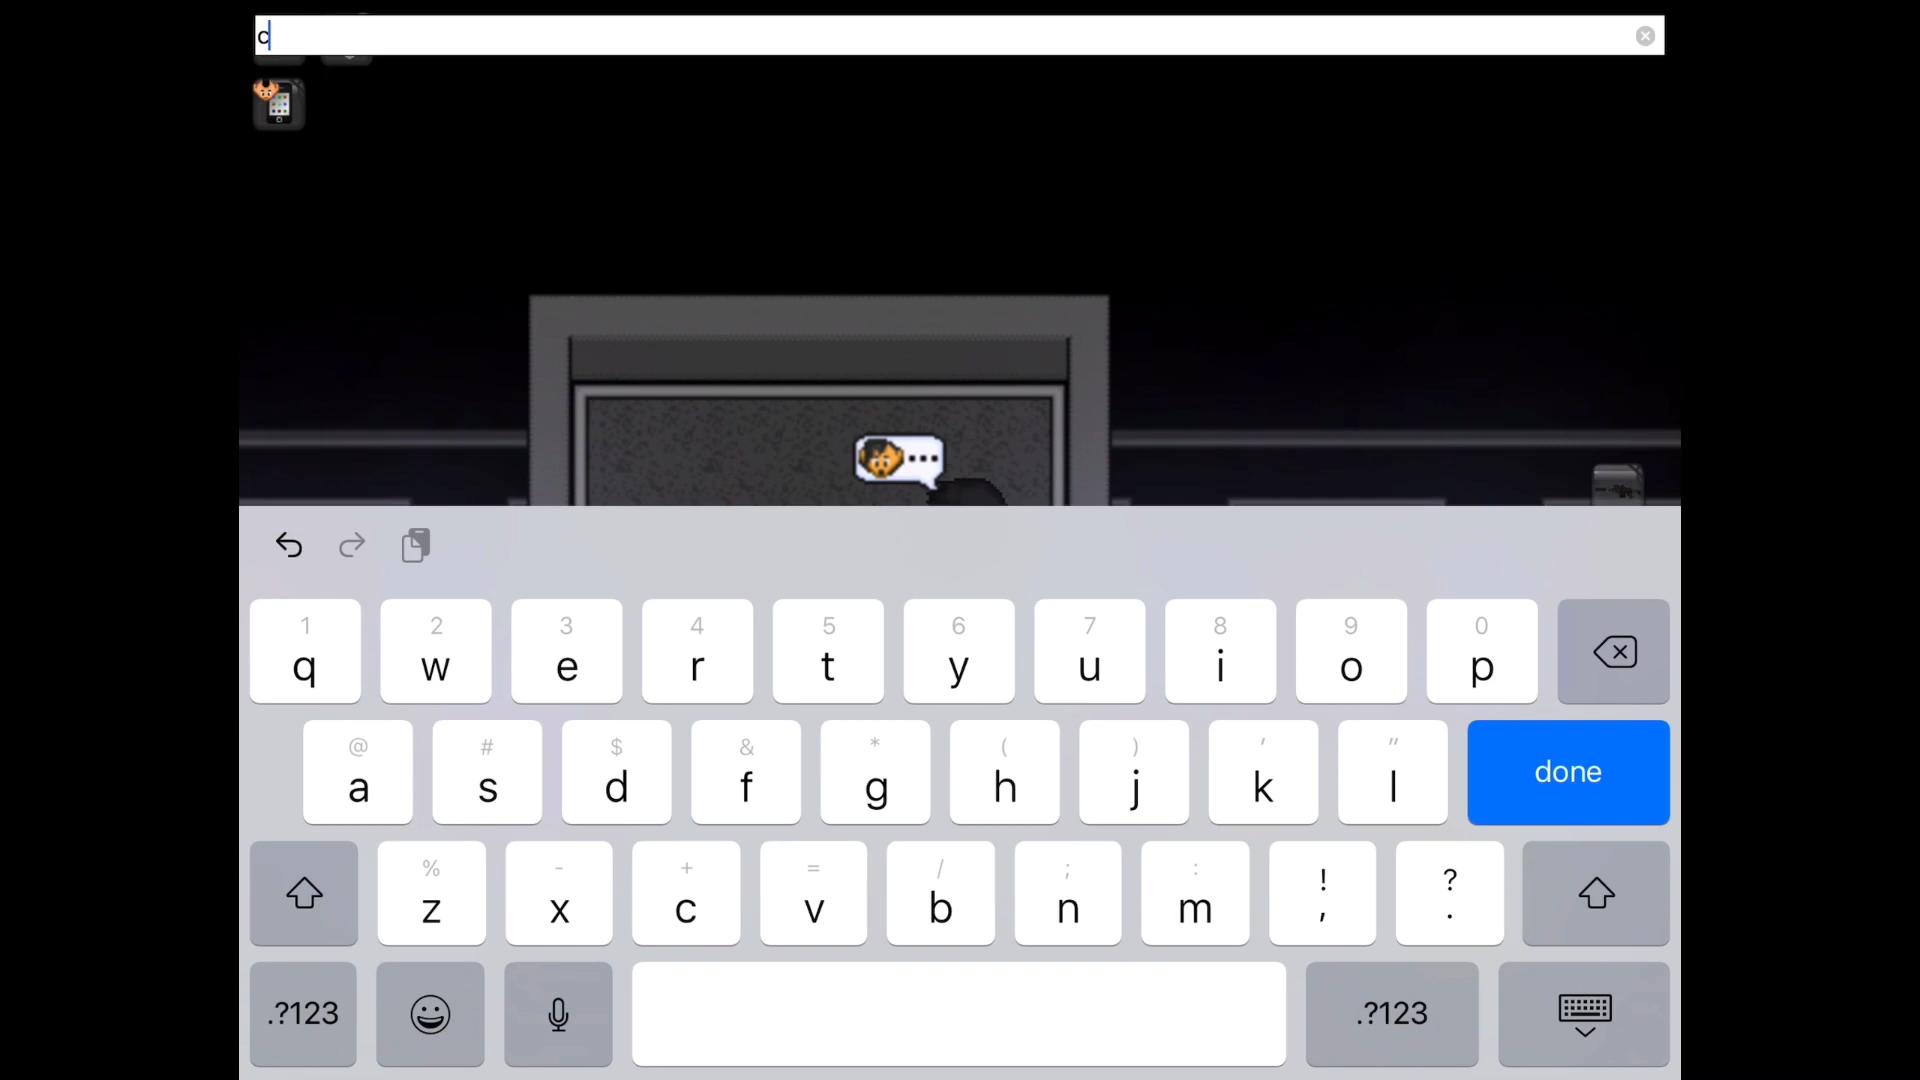 c
1 2 3 4 5 6 7 8 9 0
q w e r t y u i o p
@ # $ & * ( ) ' "
a s d f g h j k l done
% - + = / ; : ! ?
z x c v b n m , .
.?123 .?123